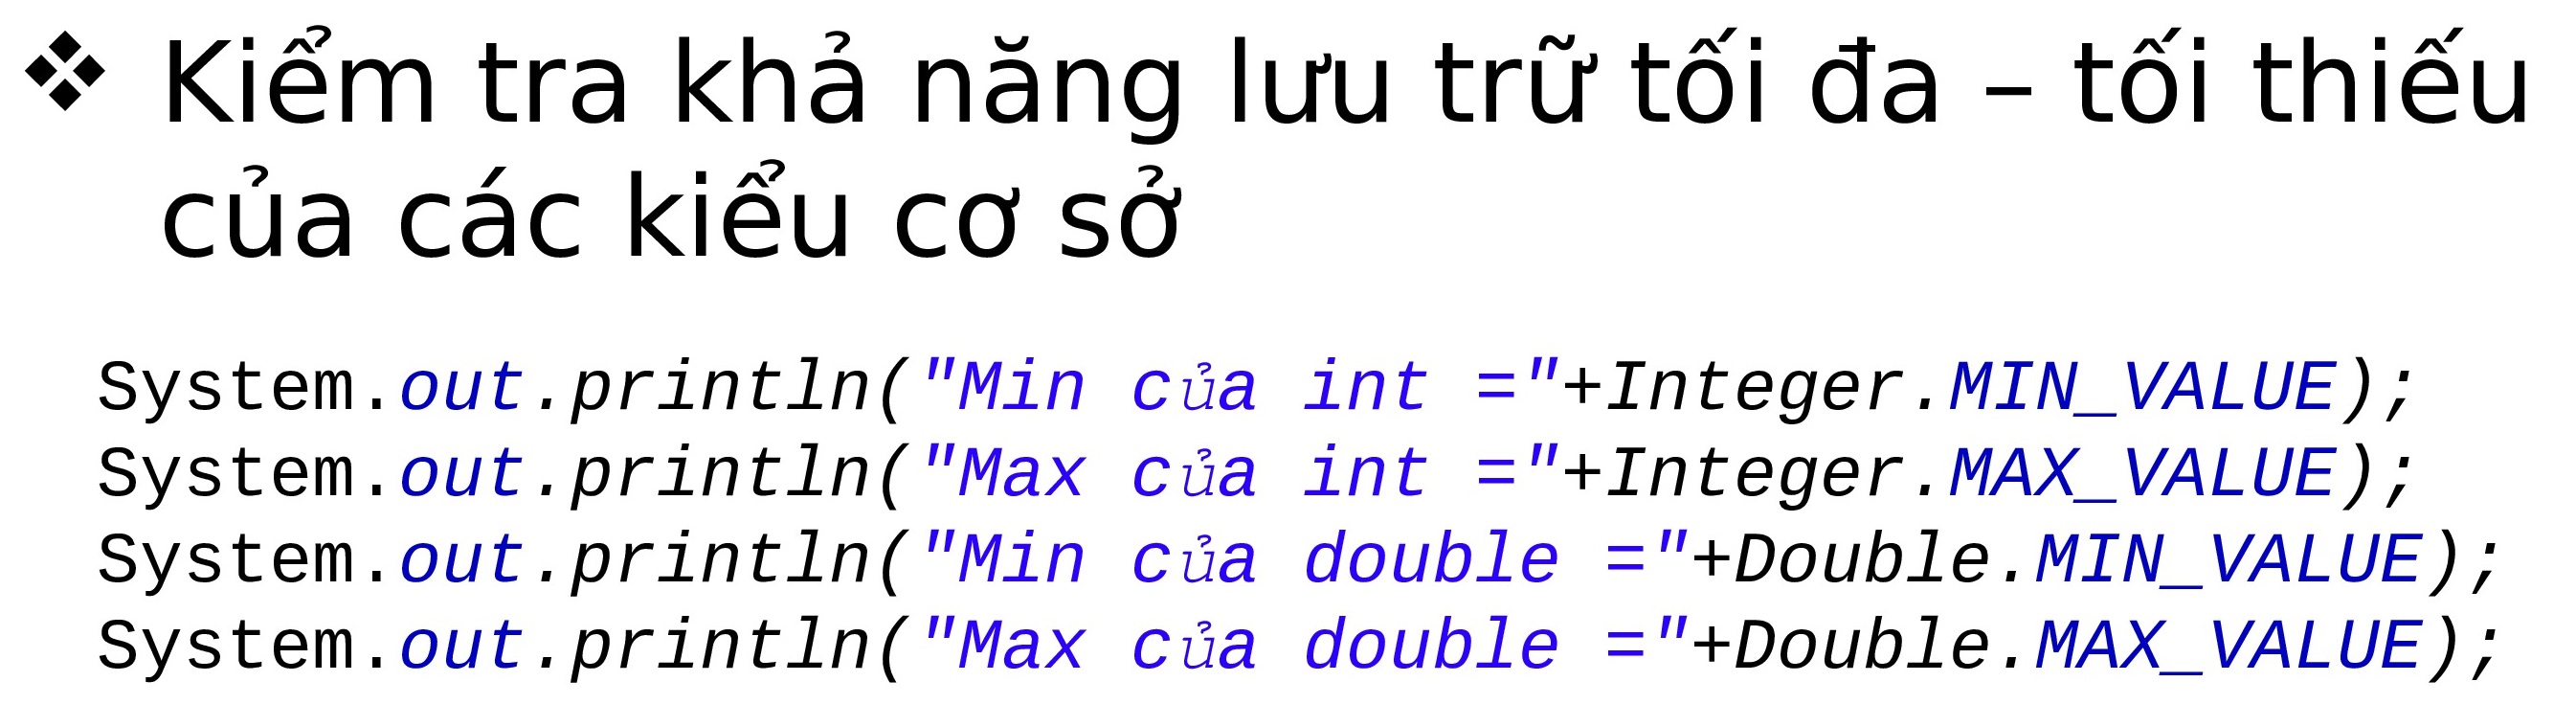 ❖ Kiểm tra khả năng lưu trữ tối đa – tối thiếu
của các kiểu cơ sở
System.out.println("Min của int ="+Integer.MIN_VALUE);
System.out.println("Max của int ="+Integer.MAX_VALUE);
System.out.println("Min của double ="+Double.MIN_VALUE);
System.out.println("Max của double ="+Double.MAX_VALUE);